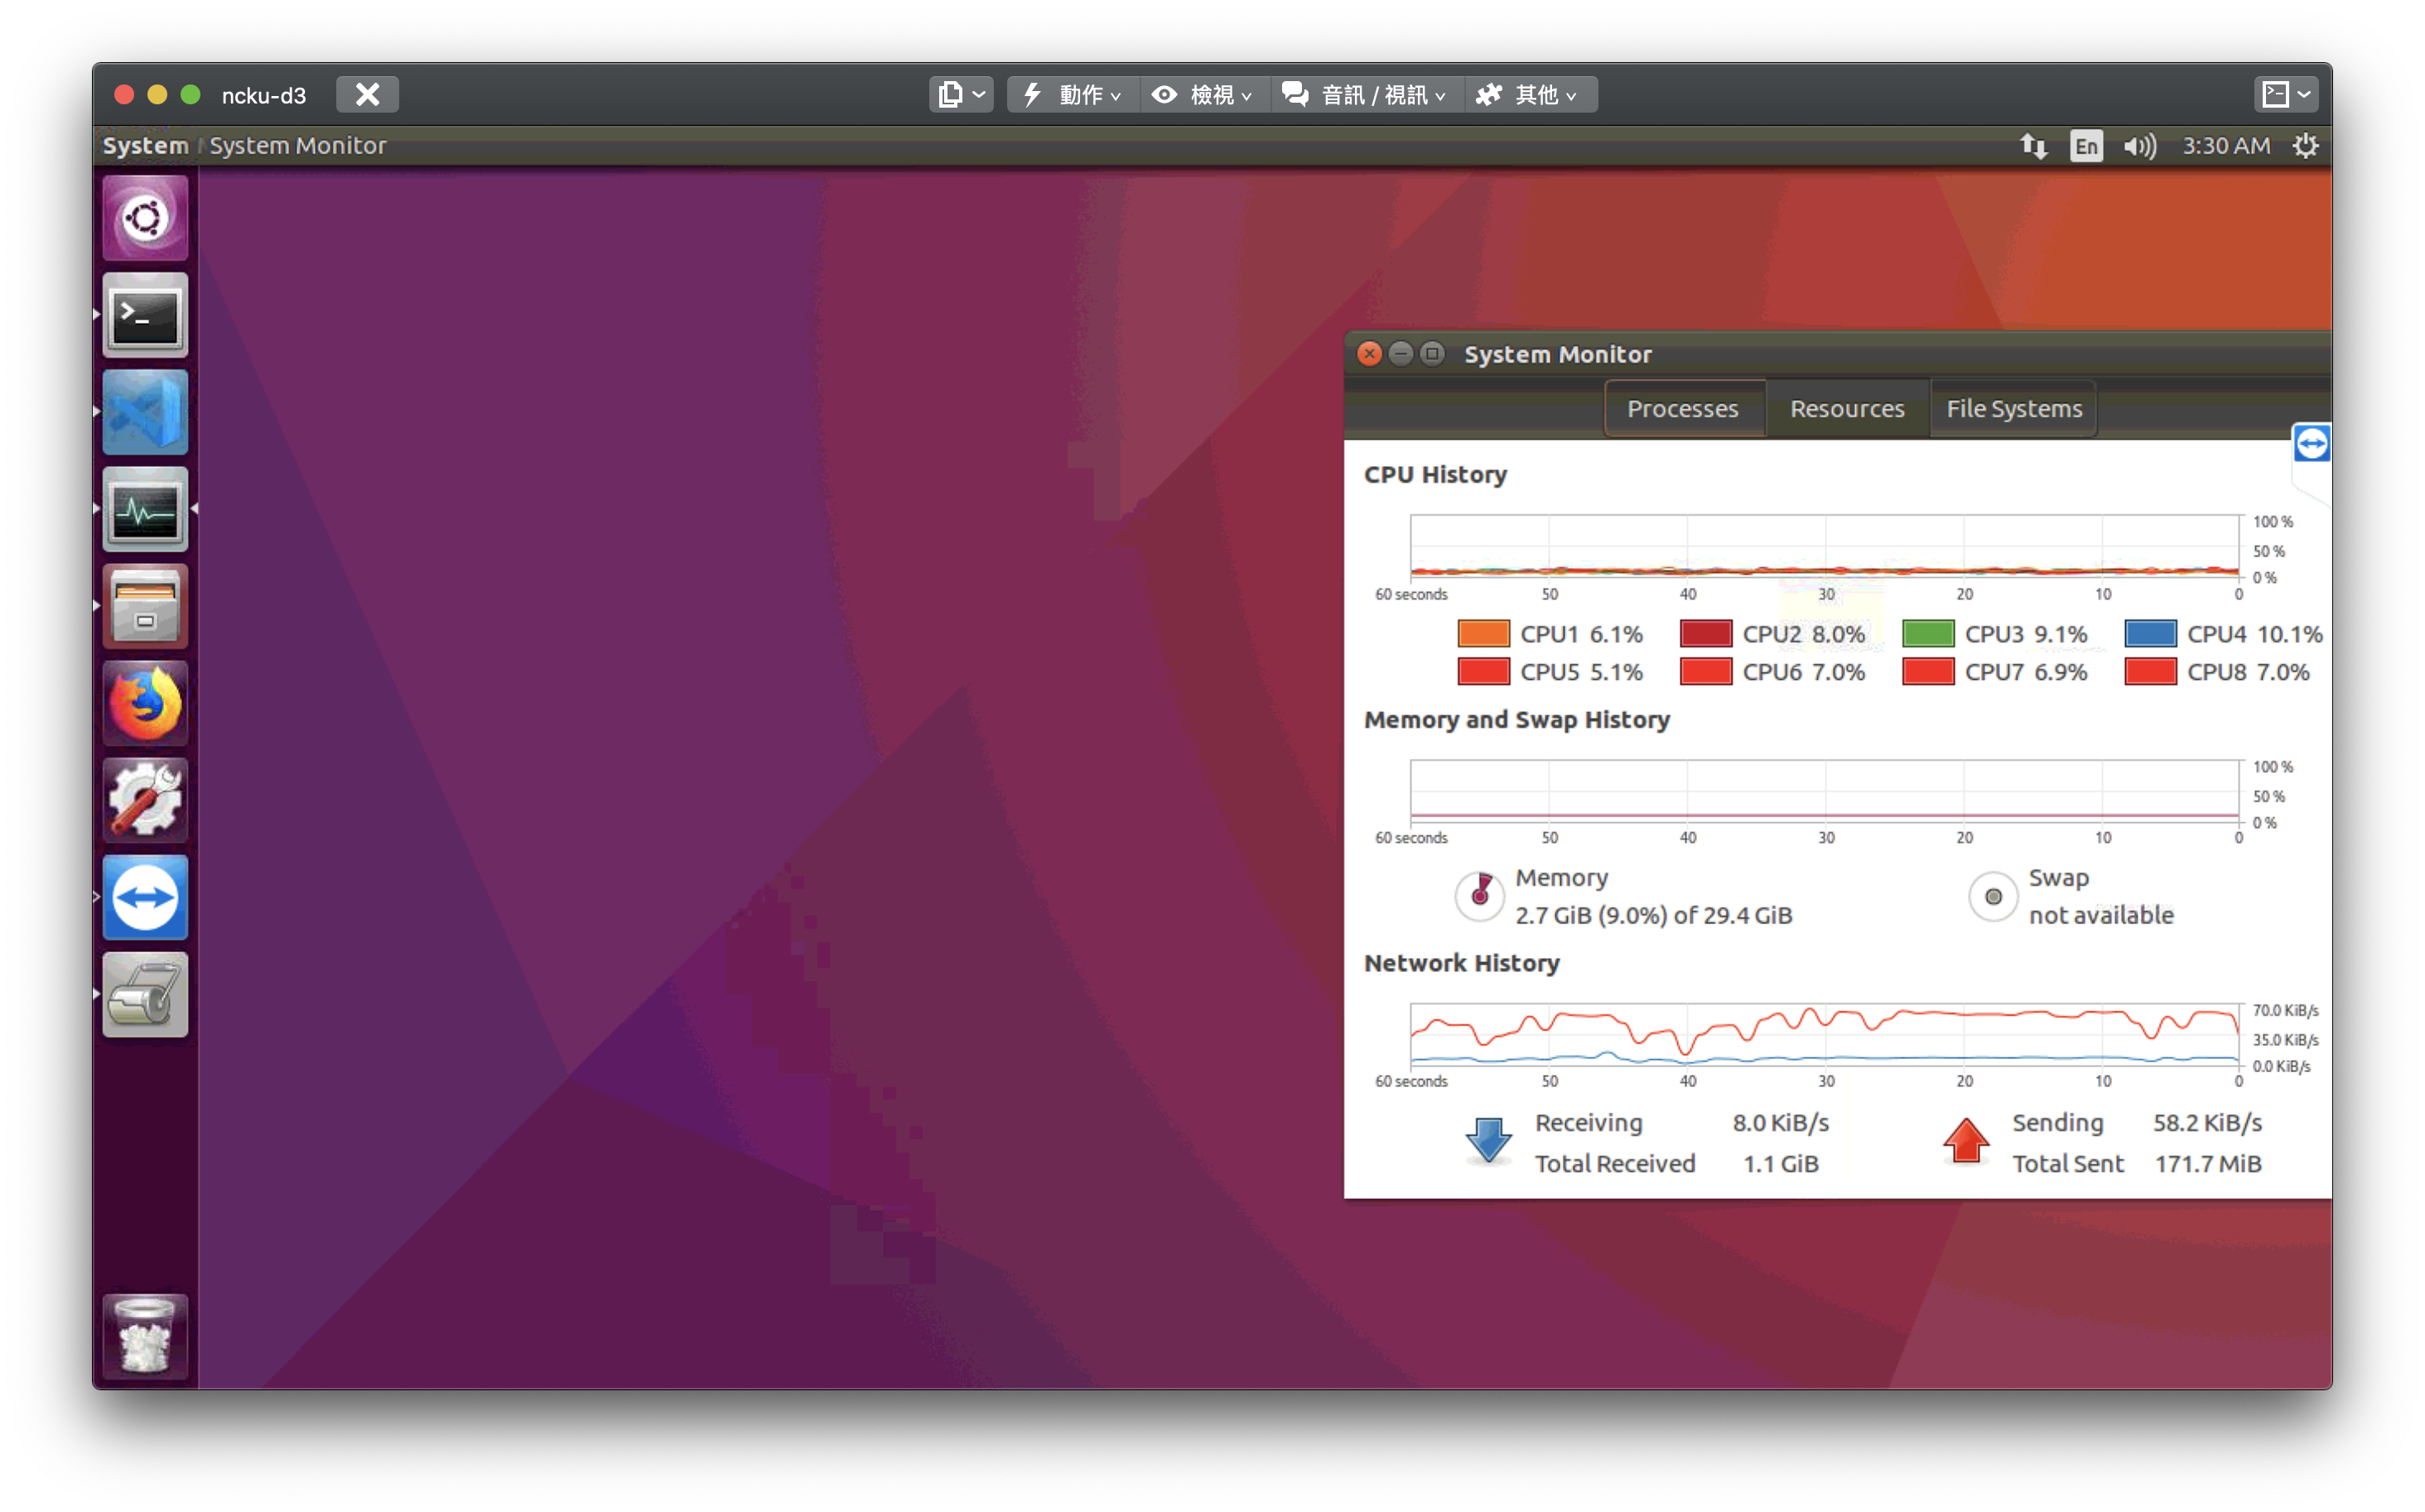 ncku-d3
動作
檢視
音訊 / 視訊
其他
System
System Monitor
En
3:30 AM
System Monitor
Processes
Resources
File Systems
CPU History
100 %
50 %
0 %
60 seconds 50 40 30 20 10 0
CPU1 6.1% CPU2 8.0% CPU3 9.1% CPU4 10.1%
CPU5 5.1% CPU6 7.0% CPU7 6.9% CPU8 7.0%
Memory and Swap History
100 %
50 %
0 %
60 seconds 50 40 30 20 10 0
Memory
2.7 GiB (9.0%) of 29.4 GiB
Swap
not available
Network History
70.0 KiB/s
35.0 KiB/s
0.0 KiB/s
60 seconds 50 40 30 20 10 0
Receiving 8.0 KiB/s
Total Received 1.1 GiB
Sending 58.2 KiB/s
Total Sent 171.7 MiB